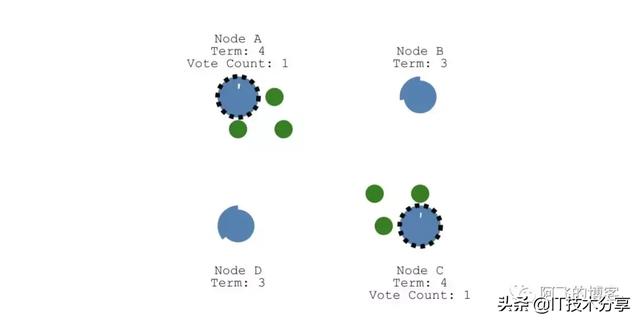 Node A
Term: 4
Vote Count: 1
Node B
Term: 3
Node D
Term: 3
Node C
Term: 4
Vote Count: 1
阿飞的博客
头条 @IT技术分享